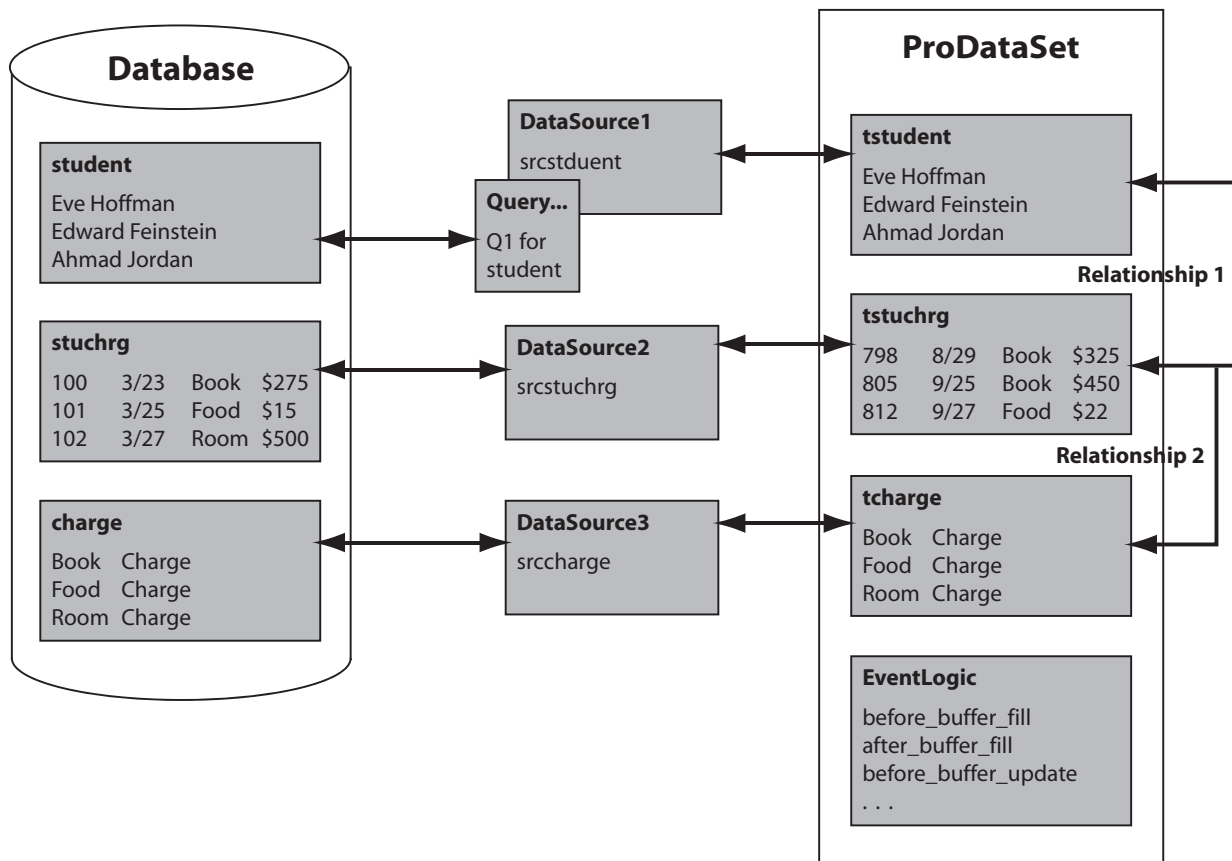 Database
student
Eve Hoffman
Edward Feinstein
Ahmad Jordan
stuchrg
100 3/23 Book $275
101 3/25 Food $15
102 3/27 Room $500
charge
Book Charge
Food Charge
Room Charge
DataSource1
srcstduent
Query...
Q1 for
student
DataSource2
srcstuchrg
DataSource3
srccharge
ProDataSet
tstudent
Eve Hoffman
Edward Feinstein
Ahmad Jordan
Relationship 1
tstuchrg
798 8/29 Book $325
805 9/25 Book $450
812 9/27 Food $22
Relationship 2
tcharge
Book Charge
Food Charge
Room Charge
EventLogic
before_buffer_fill
after_buffer_fill
before_buffer_update
. . .